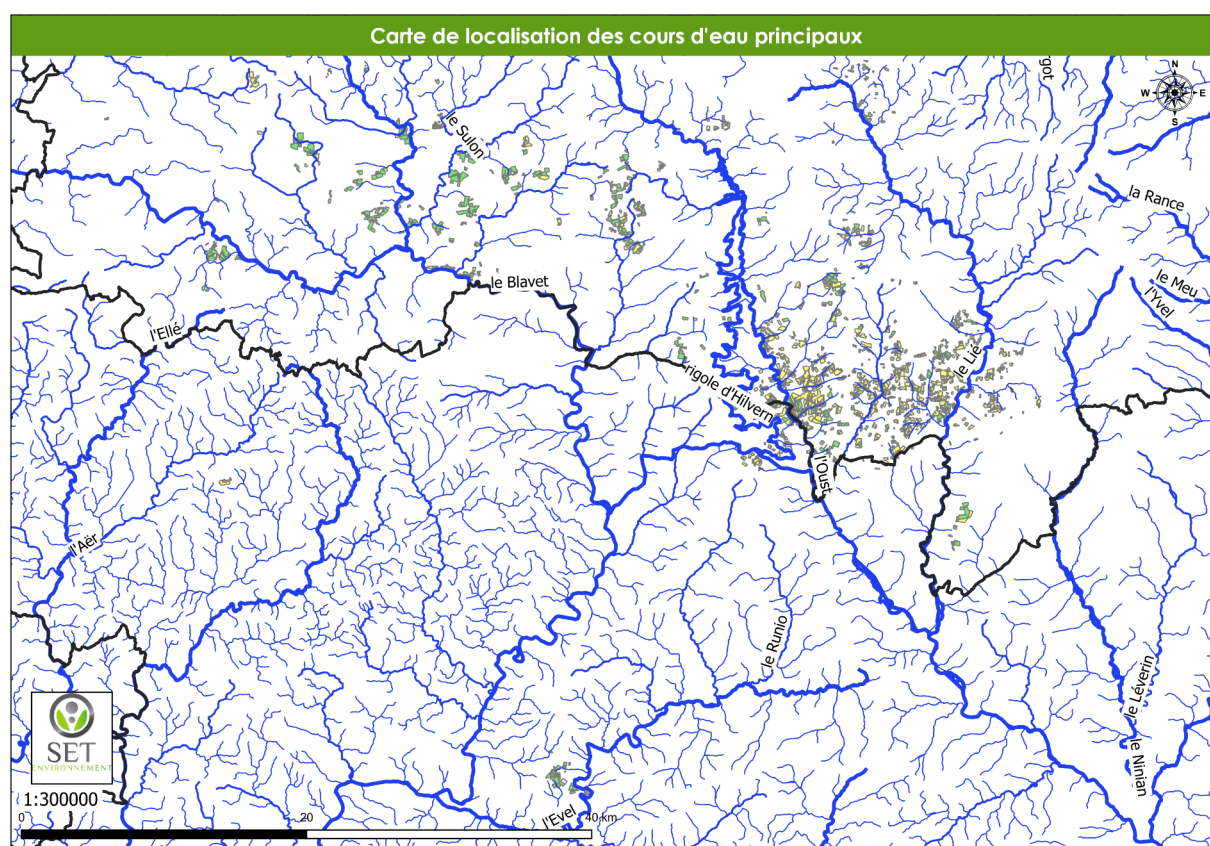 Carte de localisation des cours d'eau principaux
rgot
N
W
E
S
le Sulon
la Rance
le Blavet
le Meu
l'Yvel
l'Ellé
le Lié
rigole d'Hilvern
l'Oust
l'Aër
le Runio
le Léverin
le Ninian
SET
ENVIRONNEMENT
1:300000
0
20
40 km
l'Evel